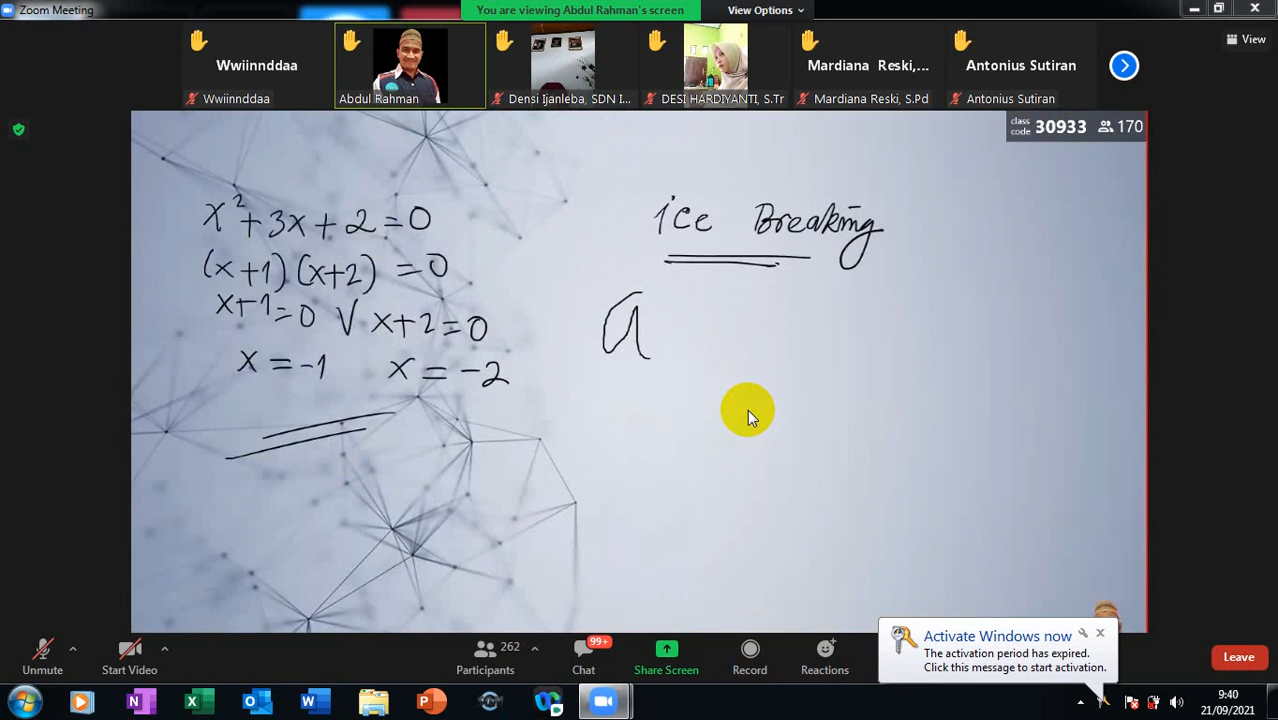 Zoom Meeting
You are viewing Abdul Rahman's screen
View Options
View
Wwiinnddaa
Wwiinnddaa
Abdul Rahman
Densi Ijanleba, SDN I...
DESI HARDIYANTI, S.Tr
Mardiana Reski,...
Mardiana Reski, S.Pd
Antonius Sutiran
Antonius Sutiran
class code 30933 170
x²+3x+2=0
(x+1)(x+2)=0
x+1=0 V x+2=0
x=-1 x=-2
ice Breaking
a
Activate Windows now
The activation period has expired.
Click this message to start activation.
Unmute
Start Video
262
Participants
99+
Chat
Share Screen
Record
Reactions
Leave
9:40
21/09/2021